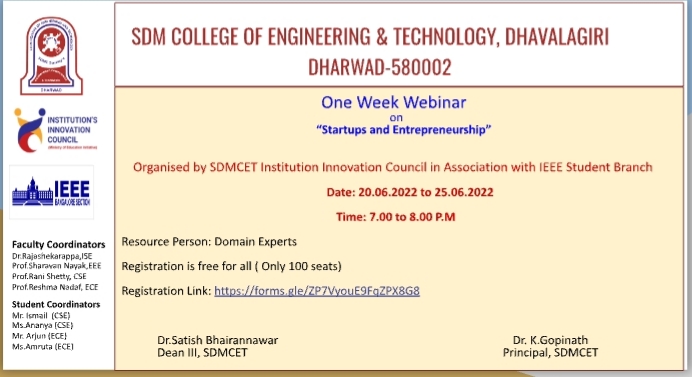 SDM COLLEGE OF ENGINEERING & TECHNOLOGY, DHAVALAGIRI
DHARWAD-580002
DHARWAD
INSTITUTION'S
INNOVATION
COUNCIL
(Ministry of Education Initiative)
IEEE
BANGALORE SECTION
Faculty Coordinators
Dr.Rajashekarappa,ISE
Prof.Sharavan Nayak,EEE
Prof.Rani Shetty, CSE
Prof.Reshma Nadaf, ECE
Student Coordinators
Mr. Ismail (CSE)
Ms.Ananya (CSE)
Mr. Arjun (ECE)
Ms.Amruta (ECE)
One Week Webinar
on
“Startups and Entrepreneurship”
Organised by SDMCET Institution Innovation Council in Association with IEEE Student Branch
Date: 20.06.2022 to 25.06.2022
Time: 7.00 to 8.00 P.M
Resource Person: Domain Experts
Registration is free for all ( Only 100 seats)
Registration Link: https://forms.gle/ZP7VyouE9FqZPX8G8
Dr.Satish Bhairannawar
Dean III, SDMCET
Dr. K.Gopinath
Principal, SDMCET